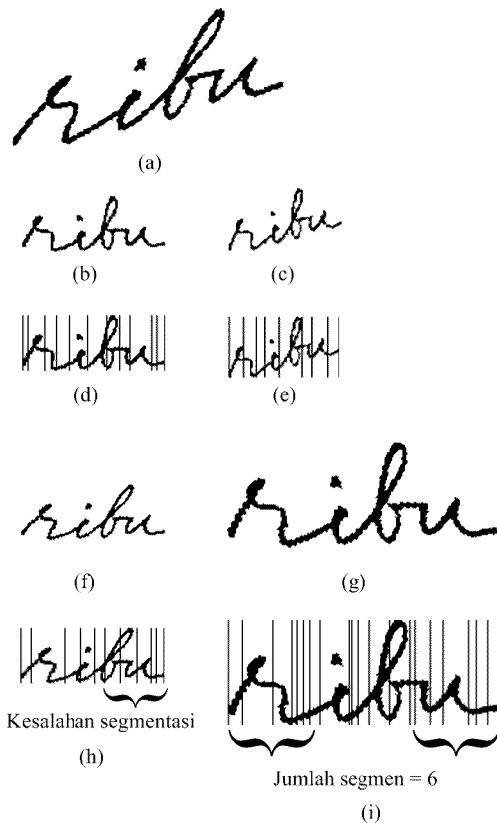 ribu
(a)
ribu ribu
(b) (c)
ribu ribu
(d) (e)
ribu ribu
(f) (g)
ribu ribu
Kesalahan segmentasi
(h)
Jumlah segmen = 6
(i)